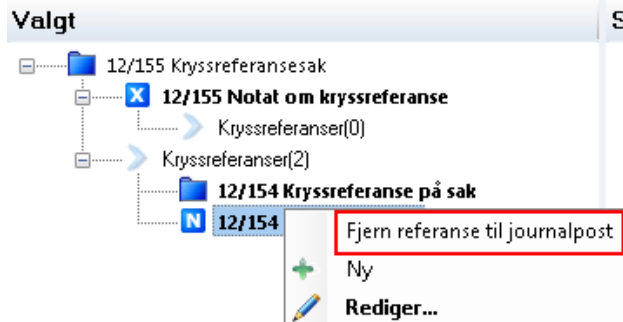 Valgt
12/155 Kryssreferansesak
12/155 Notat om kryssreferanse
Kryssreferanser(0)
Kryssreferanser(2)
12/154 Kryssreferanse på sak
12/154
Fjern referanse til journalpost
Ny
Rediger...